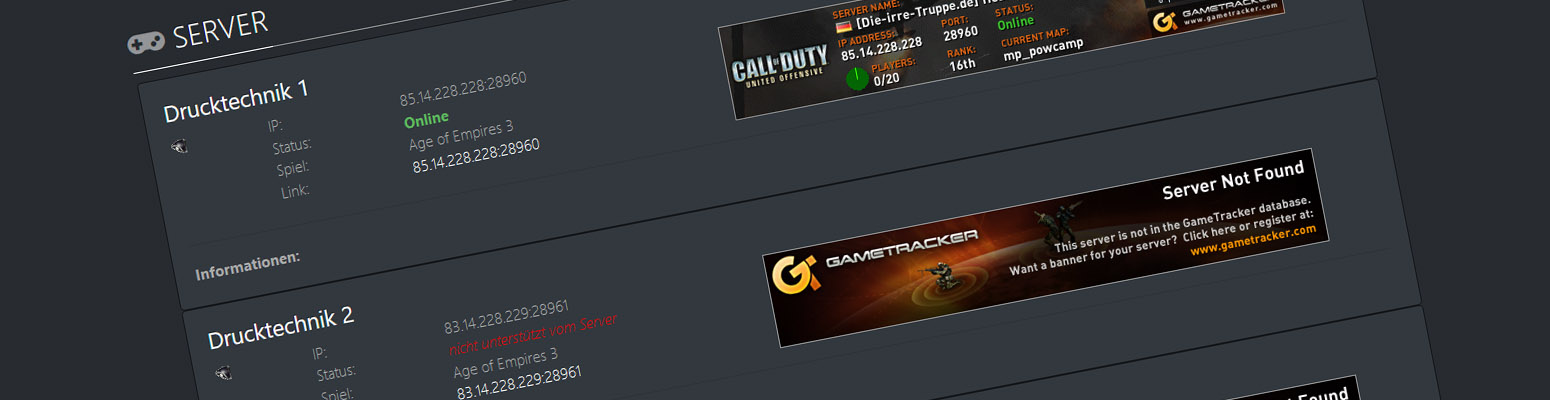 SERVER
Drucktechnik 1
IP: 85.14.228.228:28960
Status: Online
Spiel: Age of Empires 3
Link: 85.14.228.228:28960
Informationen:
CALL OF DUTY
UNITED OFFENSIVE
SERVER NAME:
[Die-irre-Truppe.de]
IP ADDRESS: PORT: STATUS:
85.14.228.228 28960 Online
PLAYERS: RANK: CURRENT MAP:
0/20 16th mp_powcamp
GAMETRACKER
www.gametracker.com
Drucktechnik 2
IP: 83.14.228.229:28961
Status: nicht unterstützt vom Server
Spiel: Age of Empires 3
83.14.228.229:28961
GAMETRACKER
Server Not Found
This server is not in the GameTracker database.
Want a banner for your server? Click here or register at:
www.gametracker.com
Not Found